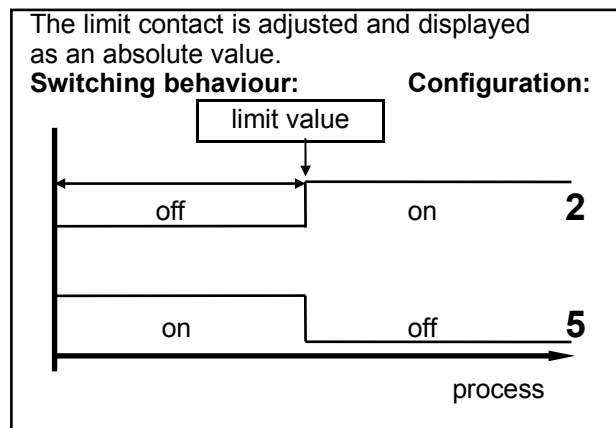 The limit contact is adjusted and displayed
as an absolute value.
Switching behaviour: Configuration:
limit value
off on 2
on off 5
process